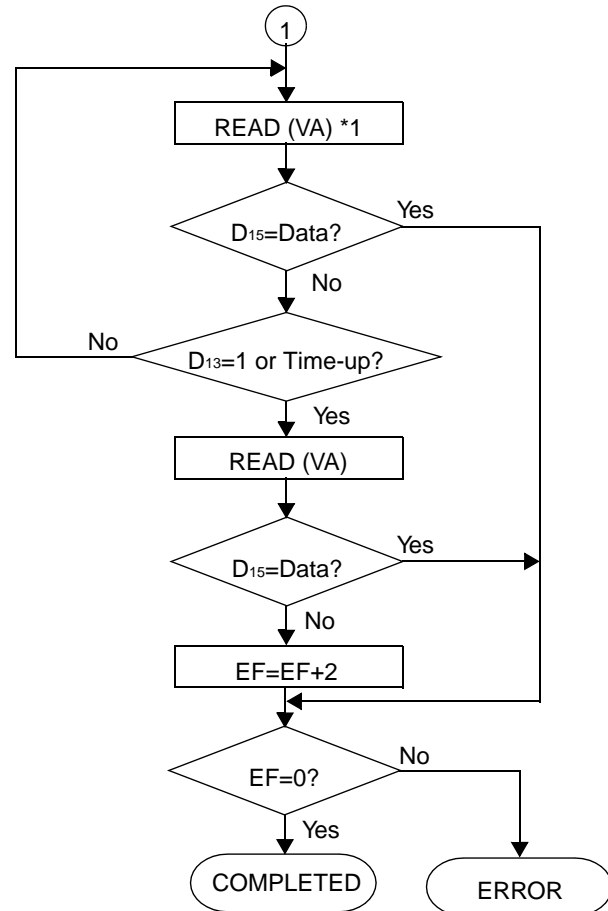 1
READ (VA) *1
D15=Data?
Yes
No
No
D13=1 or Time-up?
Yes
READ (VA)
D15=Data?
Yes
No
EF=EF+2
EF=0?
No
Yes
COMPLETED
ERROR